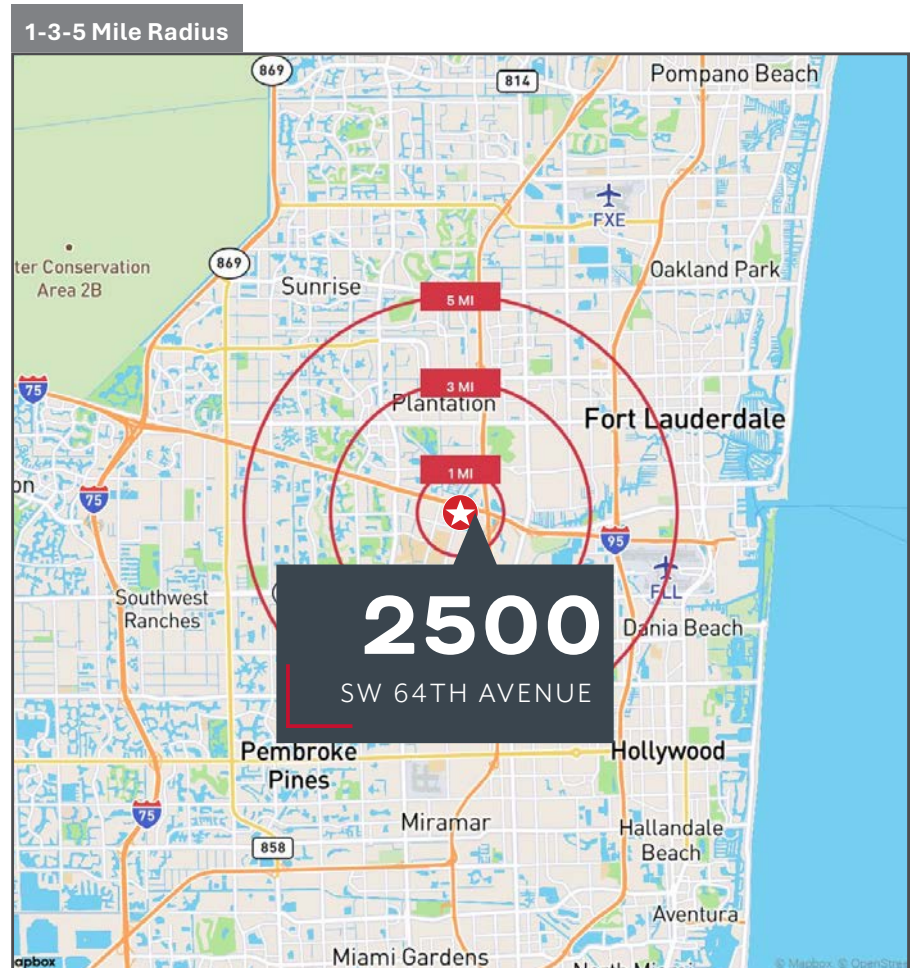 1-3-5 Mile Radius
869
814
Pompano Beach
FXE
ter Conservation
Area 2B
869
Sunrise
Oakland Park
5 MI
75
3 MI
Plantation
Fort Lauderdale
1 MI
on
75
95
FLL
Southwest
Ranches
2500
SW 64TH AVENUE
Dania Beach
Pembroke
Pines
Hollywood
75
Miramar
858
Hallandale
Beach
Aventura
Miami Gardens
apbox
© Mapbox, © OpenStre